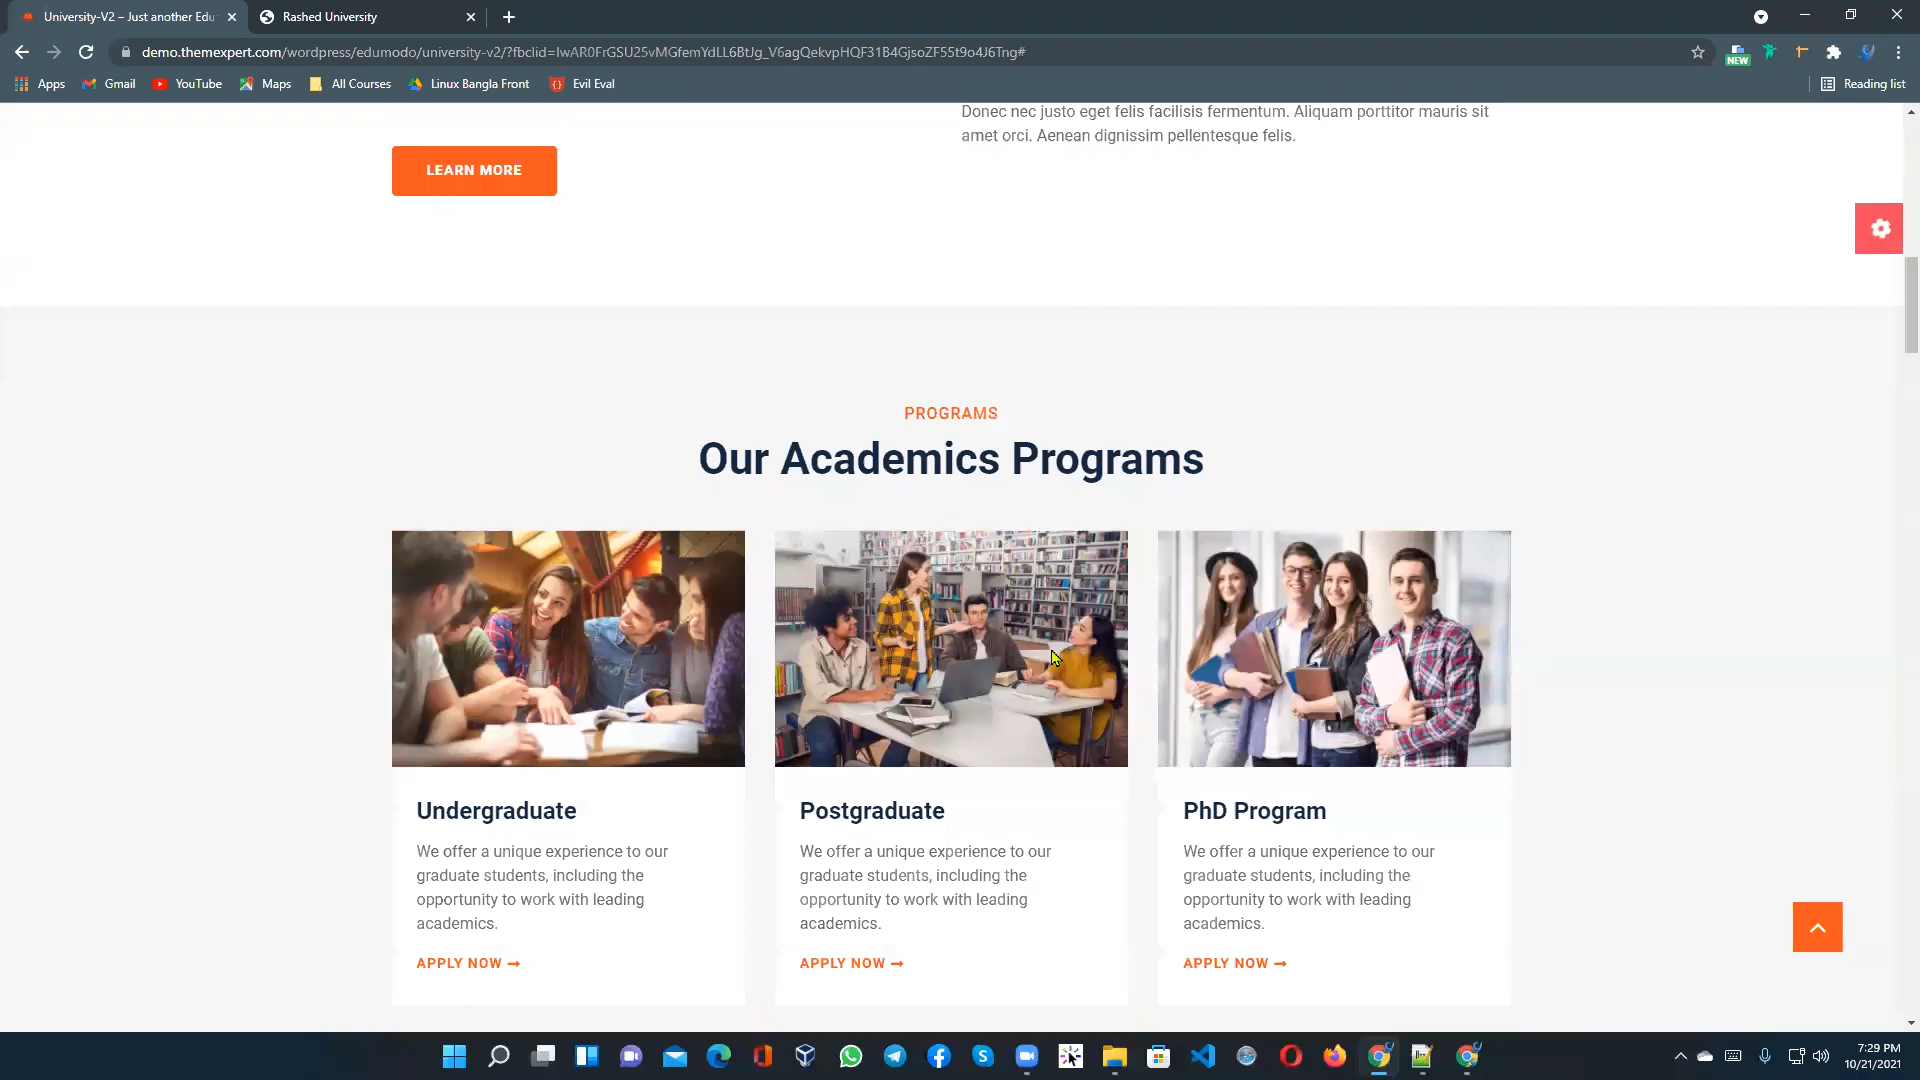 University-V2 – Just another Edu
Rashed University
demo.themexpert.com/wordpress/edumodo/university-v2/?fbclid=IwAR0FrGSU25vMGfemYdLL6BtJg_V6agQekvpHQF31B4GjsoZF55t9o4J6Tng#
NEW
Apps
Gmail
YouTube
Maps
All Courses
Linux Bangla Front
Evil Eval
Reading list
Donec nec justo eget felis facilisis fermentum. Aliquam porttitor mauris sit
amet orci. Aenean dignissim pellentesque felis.
LEARN MORE
PROGRAMS
Our Academics Programs
Undergraduate
We offer a unique experience to our
graduate students, including the
opportunity to work with leading
academics.
APPLY NOW →
Postgraduate
We offer a unique experience to our
graduate students, including the
opportunity to work with leading
academics.
APPLY NOW →
PhD Program
We offer a unique experience to our
graduate students, including the
opportunity to work with leading
academics.
APPLY NOW →
7:29 PM
10/21/2021